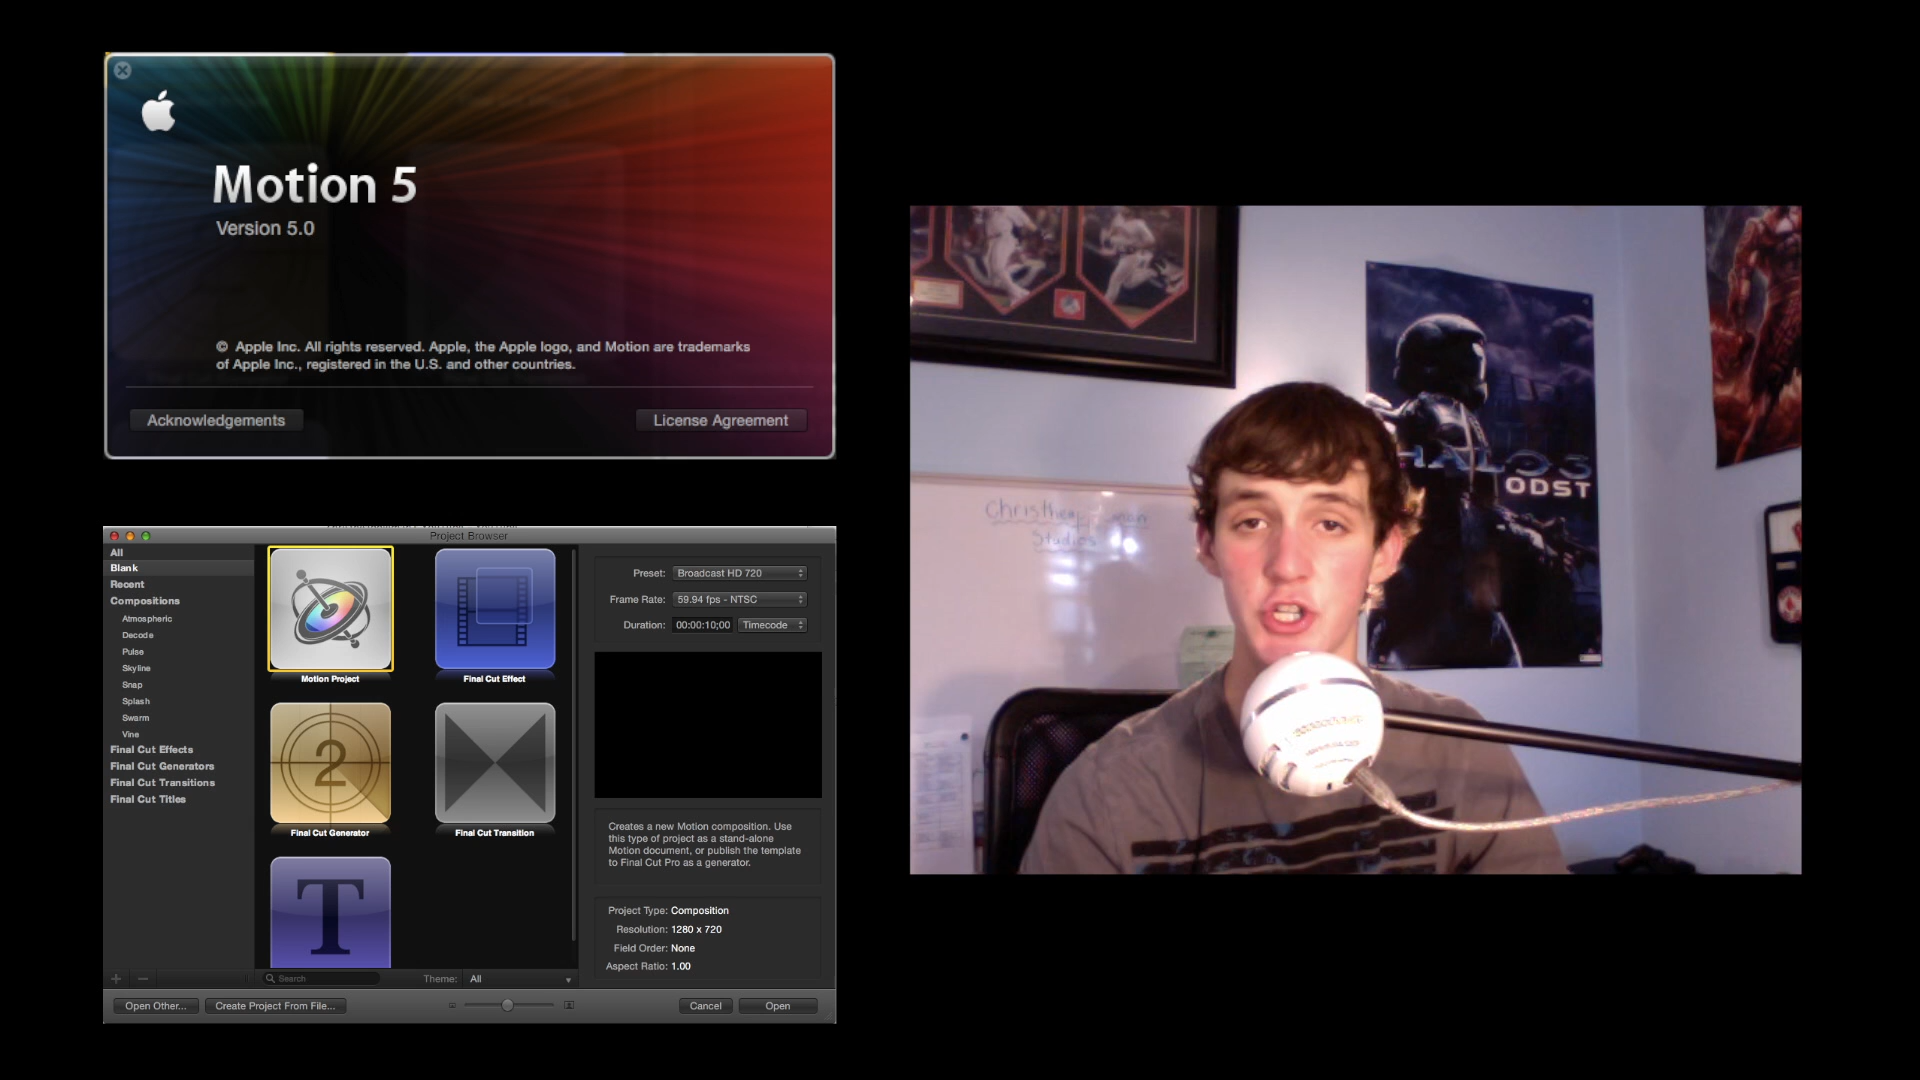 Motion 5
Version 5.0
© Apple Inc. All rights reserved. Apple, the Apple logo, and Motion are trademarks
of Apple Inc., registered in the U.S. and other countries.
Acknowledgements
License Agreement
Project Browser
All
Blank
Recent
Compositions
Atmospheric
Decode
Pulse
Skyline
Snap
Splash
Swarm
Vine
Final Cut Effects
Final Cut Generators
Final Cut Transitions
Final Cut Titles
Motion Project
Final Cut Effect
2
Final Cut Generator
Final Cut Transition
T
Preset: Broadcast HD 720
Frame Rate: 59.94 fps - NTSC
Duration: 00:00:10;00 Timecode
Creates a new Motion composition. Use
this type of project as a stand-alone
Motion document, or publish the template
to Final Cut Pro as a generator.
Project Type: Composition
Resolution: 1280 x 720
Field Order: None
Aspect Ratio: 1.00
Search
Theme: All
Open Other...
Create Project From File...
Cancel
Open
HALO 3
ODST
Studios